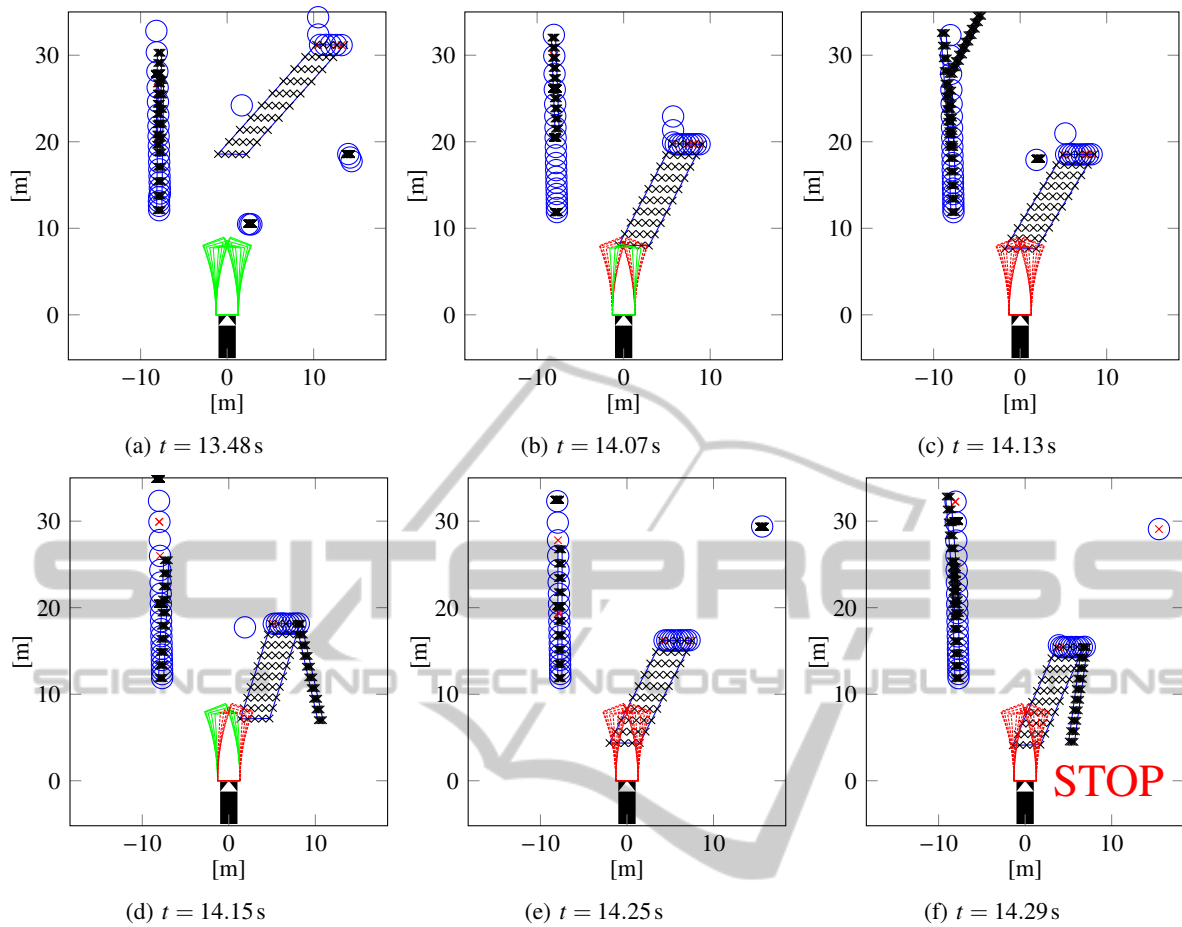 30
20
10
0
[m]
−10
0
10
[m]
(a) t = 13.48 s
30
20
10
0
[m]
−10
0
10
[m]
(b) t = 14.07 s
30
20
10
0
[m]
−10
0
10
[m]
(c) t = 14.13 s
30
20
10
0
[m]
−10
0
10
[m]
(d) t = 14.15 s
30
20
10
0
[m]
−10
0
10
[m]
(e) t = 14.25 s
30
20
10
0
[m]
STOP
−10
0
10
[m]
(f) t = 14.29 s
SCITEPRESS
SCIENCE AND TECHNOLOGY PUBLICATIONS